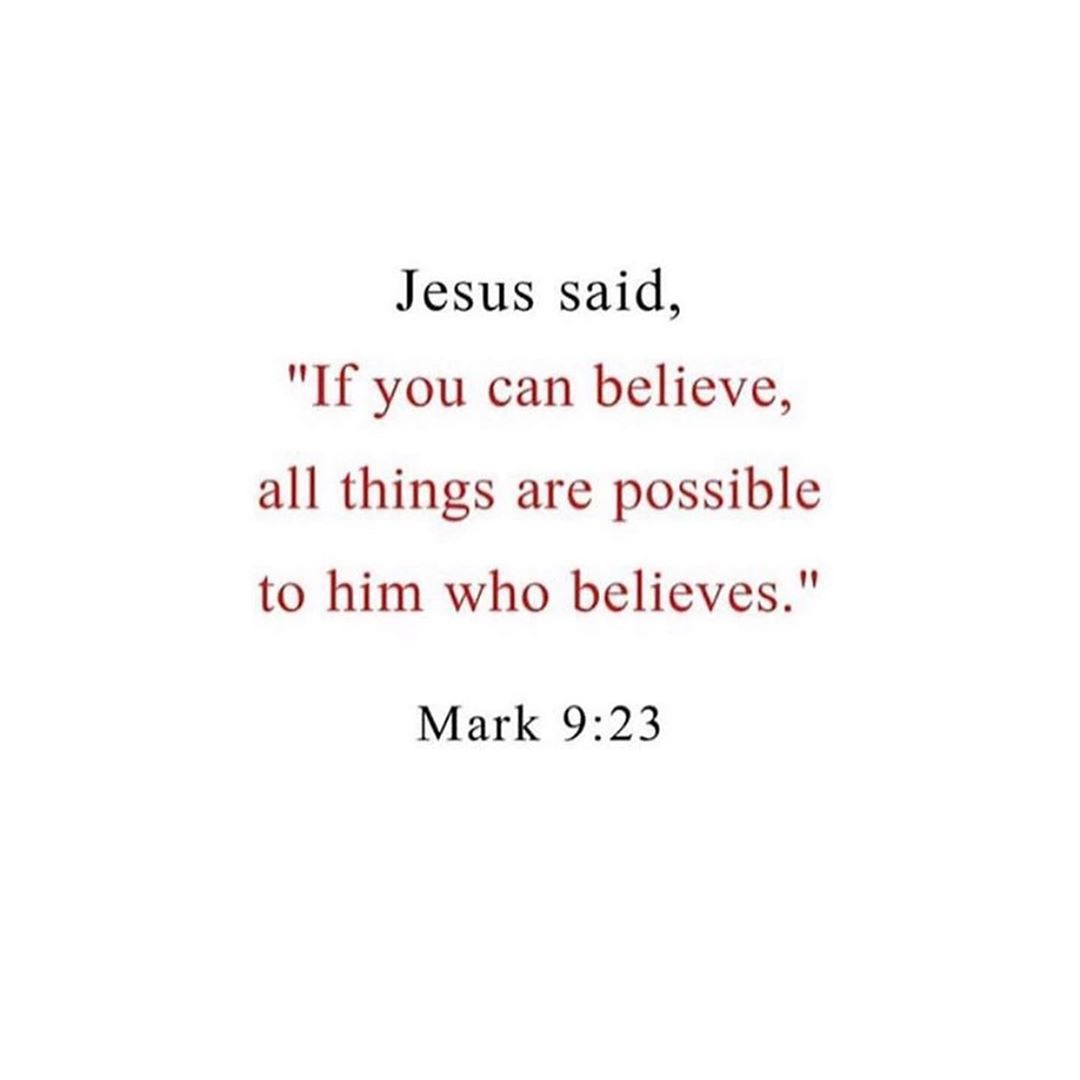 Jesus said,
"If you can believe,
all things are possible
to him who believes."
Mark 9:23